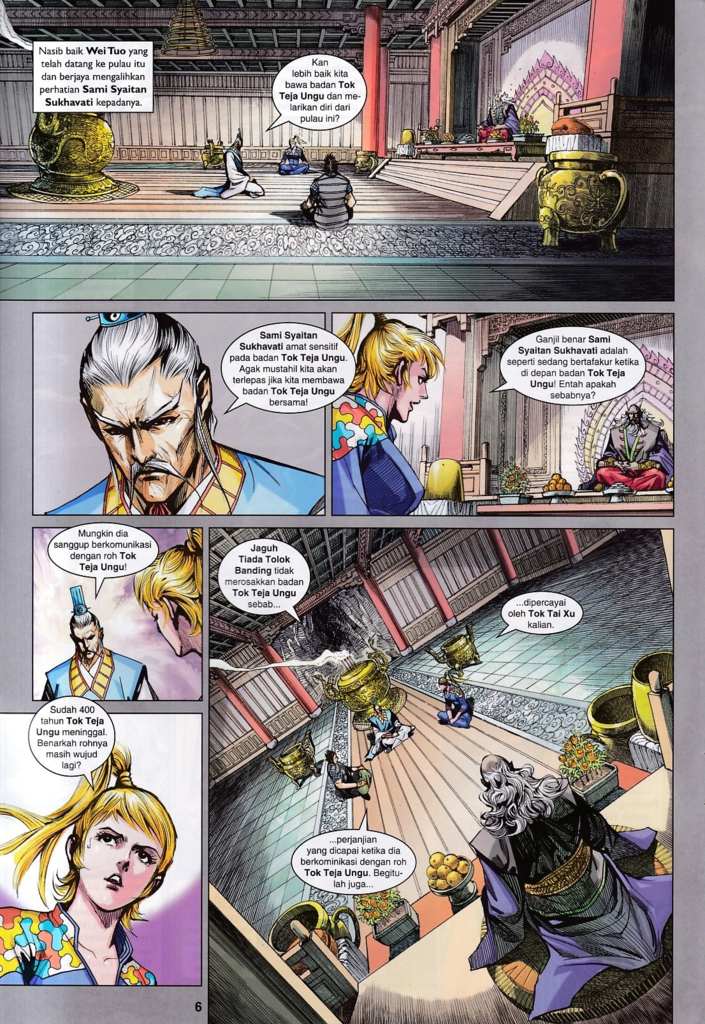 Nasib baik Wei Tuo yang
telah datang ke pulau itu
dan berjaya mengalihkan
perhatian Sami Syaitan
Sukhavati kepadanya.
Kan
lebih baik kita
bawa badan Tok
Teja Ungu dan me-
larikan diri dari
pulau ini?
Sami Syaitan
Sukhavati amat sensitif
pada badan Tok Teja Ungu.
Agak mustahil kita akan
terlepas jika kita membawa
badan Tok Teja Ungu
bersama!
Ganjil benar Sami
Syaitan Sukhavati adalah
seperti sedang bertafakur ketika
di depan badan Tok Teja
Ungu! Entah apakah
sebabnya?
Mungkin dia
sanggup berkomunikasi
dengan roh Tok
Teja Ungu!
Sudah 400
tahun Tok Teja
Ungu meninggal.
Benarkah rohnya
masih wujud
lagi?
Jaguh
Tiada Tolok
Banding tidak
merosakkan badan
Tok Teja Ungu
sebab...
...dipercayai
oleh Tok Tai Xu
kalian.
...perjanjian
yang dicapai ketika dia
berkominikasi dengan roh
Tok Teja Ungu. Begitu-
lah juga...
6